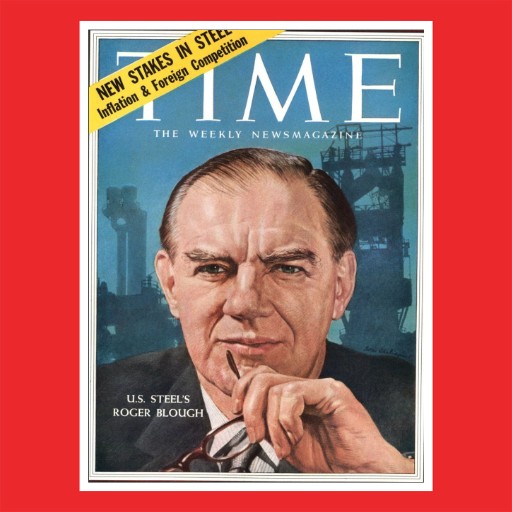 NEW STAKES IN STEEL
Inflation & Foreign Competition
TIME
THE WEEKLY NEWSMAGAZINE
U.S. STEEL'S
ROGER BLOUGH